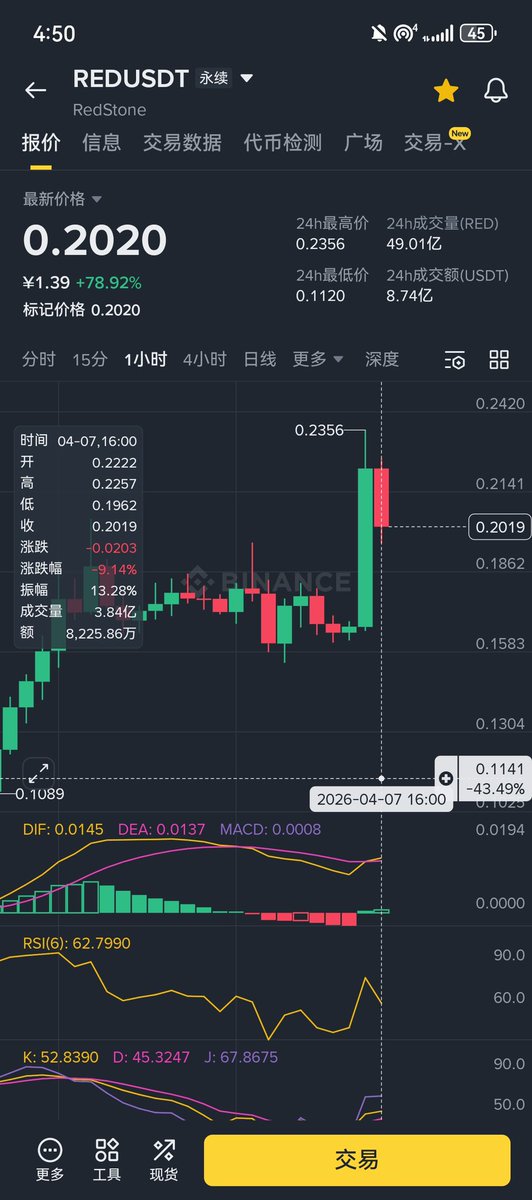 4:50
4
45
REDUSDT 永续
RedStone
报价 信息 交易数据 代币检测 广场 交易-X New
最新价格
0.2020
¥1.39 +78.92%
标记价格 0.2020
24h最高价 24h成交量(RED)
0.2356 49.01亿
24h最低价 24h成交额(USDT)
0.1120 8.74亿
分时 15分 1小时 4小时 日线 更多 深度
0.2420
0.2356
时间 04-07,16:00
开 0.2222
高 0.2257
低 0.1962
收 0.2019
涨跌 -0.0203
涨跌幅 -9.14%
振幅 13.28%
成交量 3.84亿
额 8,225.86万
0.2141
0.2019
0.1862
BINANCE
0.1583
0.1304
0.1141
-43.49%
0.1089
2026-04-07 16:00
0.1025
DIF: 0.0145 DEA: 0.0137 MACD: 0.0008
0.0194
0.0000
RSI(6): 62.7990
90.0
60.0
K: 52.8390 D: 45.3247 J: 67.8675
90.0
50.0
更多 工具 现货 交易